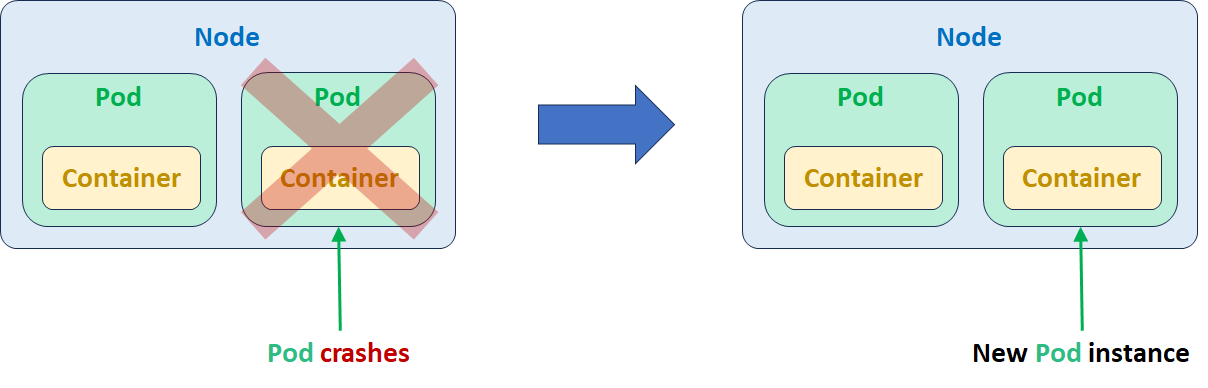 Node
Pod
Pod
Container
Container
Pod crashes
Node
Pod
Pod
Container
Container
New Pod instance